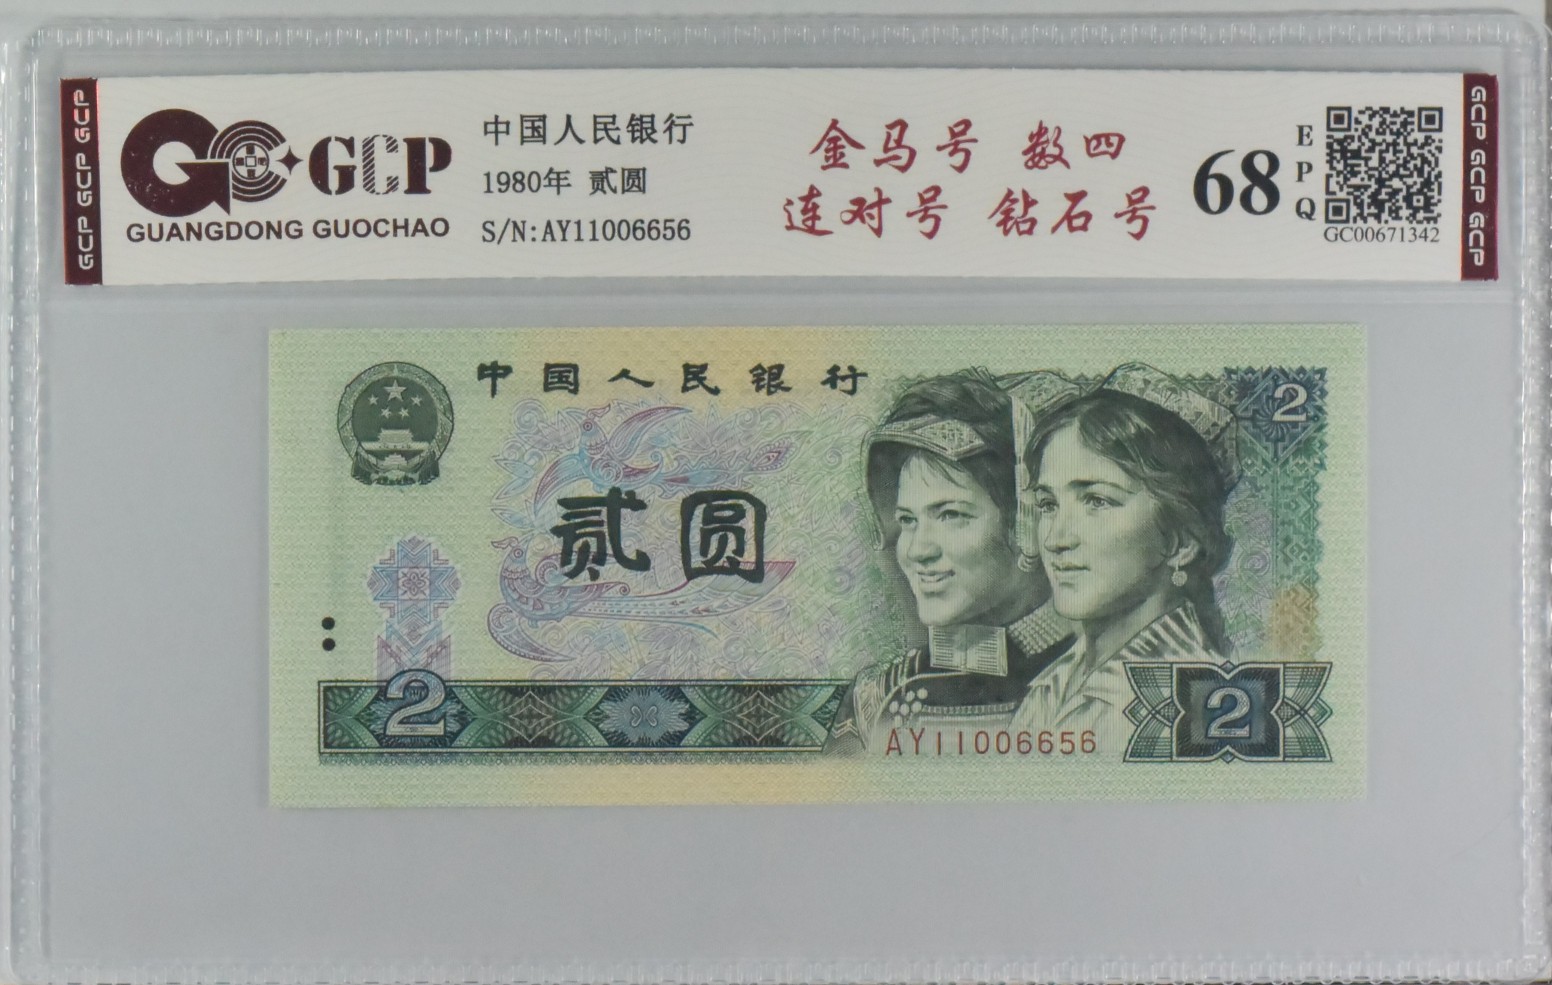 GCP GCP GCP
GCP
GUANGDONG GUOCHAO
中国人民银行
1980年 贰圆
S/N:AY11006656
金马号 数四
连对号 钻石号
68
EPQ
GC00671342
GCP GCP GCP
中国人民银行
2
贰圆
2
AY11006656
2